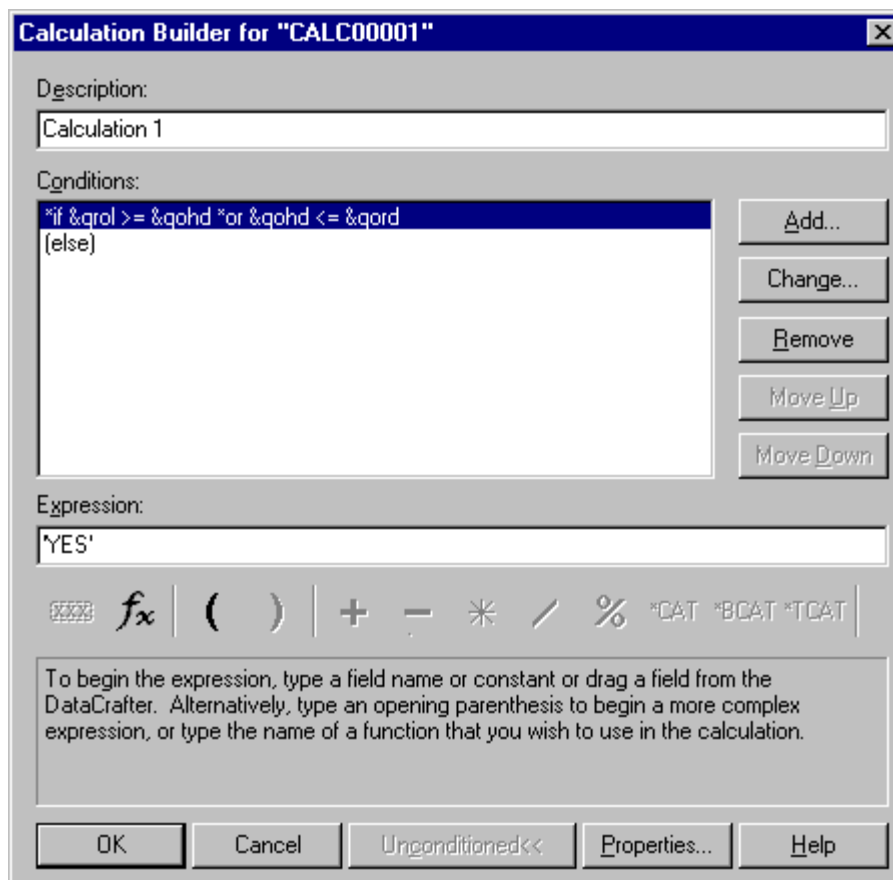 Calculation Builder for "CALC00001"
Description:
Calculation 1
Conditions:
*if &qrol >= &qohd *or &qohd <= &qord
(else)
Add...
Change...
Remove
Move Up
Move Down
Expression:
'YES'
xxx fx ( ) + - * / % *CAT *BCAT *TCAT
To begin the expression, type a field name or constant or drag a field from the
DataCrafter. Alternatively, type an opening parenthesis to begin a more complex
expression, or type the name of a function that you wish to use in the calculation.
OK Cancel Unconditioned<< Properties... Help